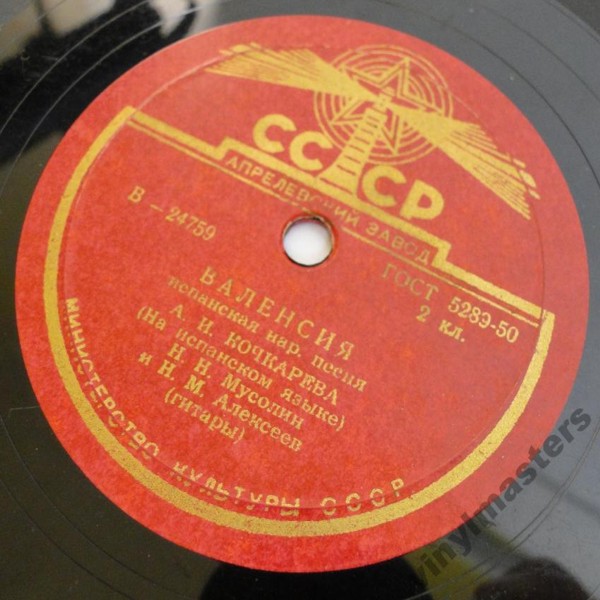 СССР
АПРЕЛЕВСКИЙ ЗАВОД
В — 24759
ГОСТ 5289-50
2 кл.
ВАЛЕНСИЯ
испанская нар. песня
А. И. КОЧКАРЕВА
(На испанском языке)
Н. Н. Мусолин
и Н. М. Алексеев
(гитары)
МИНИСТЕРСТВО КУЛЬТУРЫ СССР.
vinylmasters